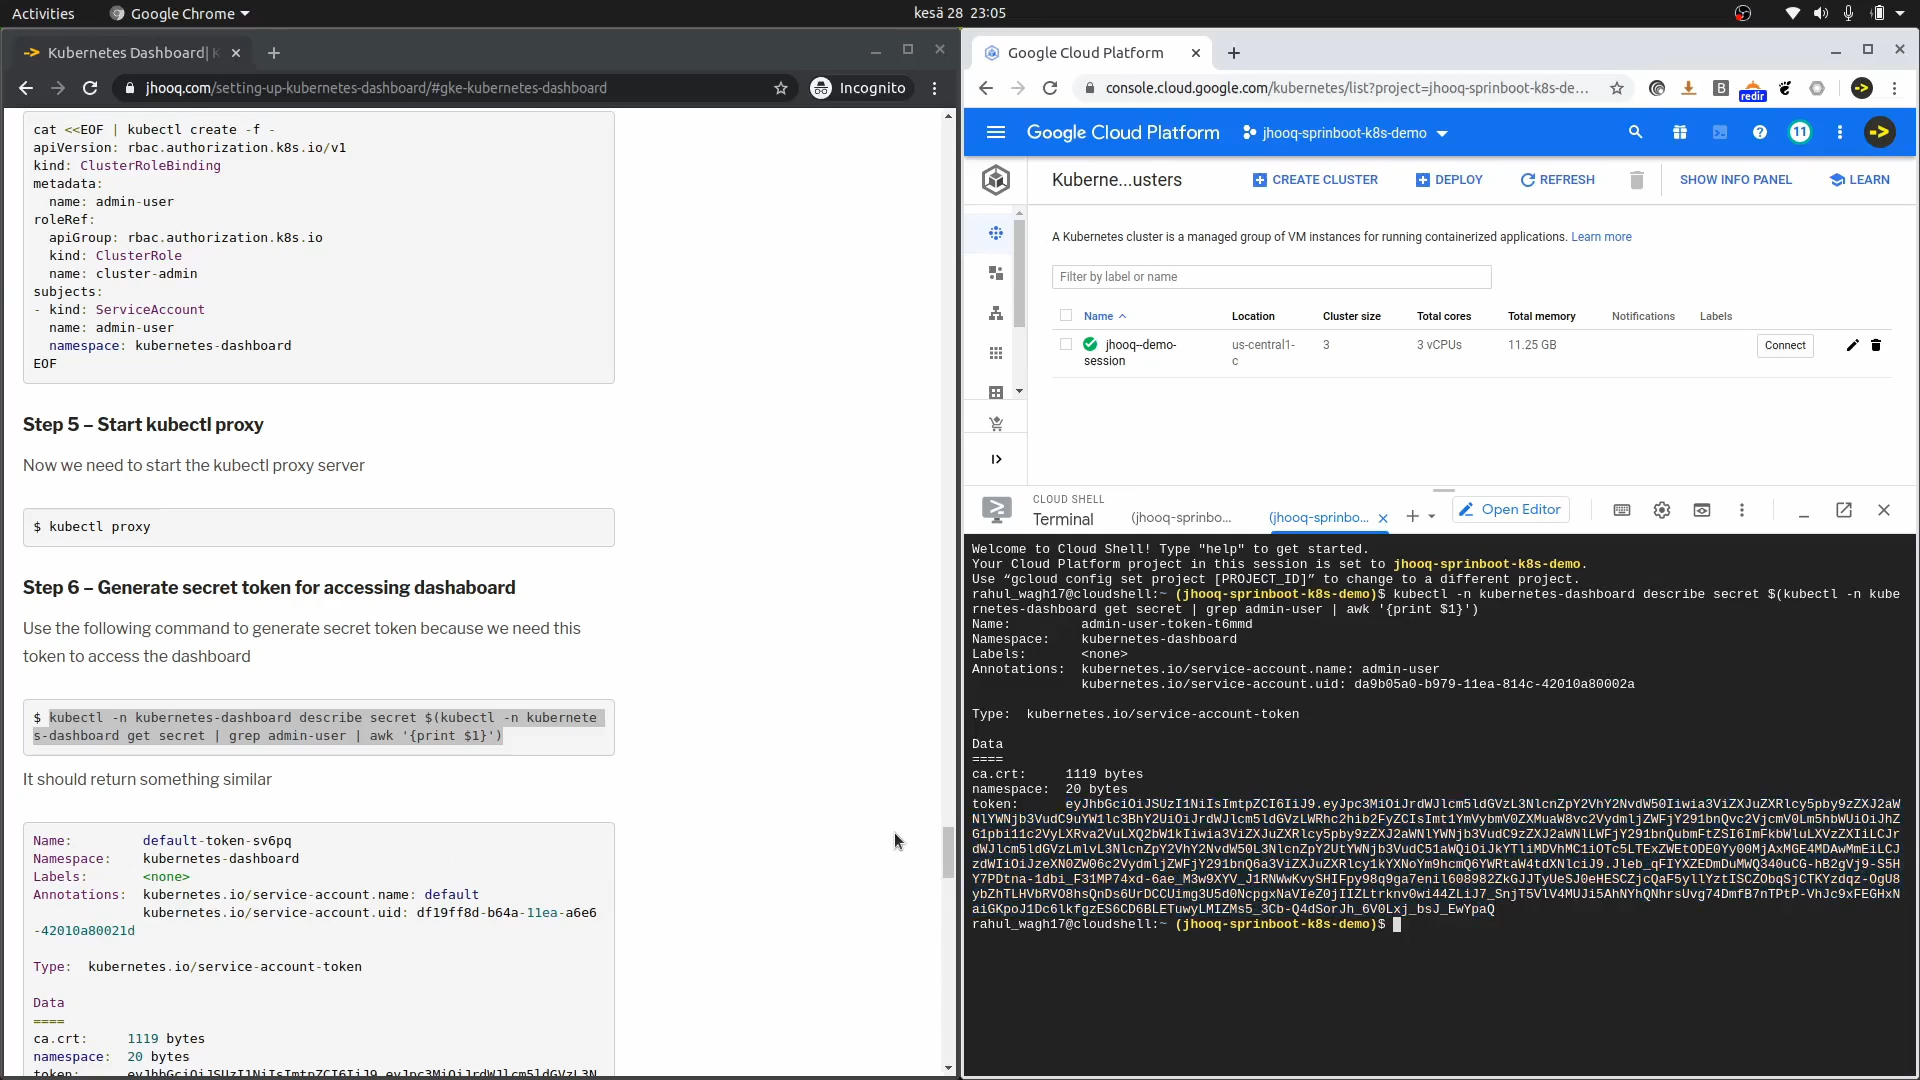 Activities
Google Chrome
kesä 28 23:05
Kubernetes Dashboard| K
jhooq.com/setting-up-kubernetes-dashboard/#gke-kubernetes-dashboard
Incognito
cat <<EOF | kubectl create -f -
apiVersion: rbac.authorization.k8s.io/v1
kind: ClusterRoleBinding
metadata:
name: admin-user
roleRef:
apiGroup: rbac.authorization.k8s.io
kind: ClusterRole
name: cluster-admin
subjects:
- kind: ServiceAccount
name: admin-user
namespace: kubernetes-dashboard
EOF
Step 5 – Start kubectl proxy
Now we need to start the kubectl proxy server
$ kubectl proxy
Step 6 – Generate secret token for accessing dashaboard
Use the following command to generate secret token because we need this
token to access the dashboard
$ kubectl -n kubernetes-dashboard describe secret $(kubectl -n kubernete
s-dashboard get secret | grep admin-user | awk '{print $1}')
It should return something similar
Name: default-token-sv6pq
Namespace: kubernetes-dashboard
Labels: <none>
Annotations: kubernetes.io/service-account.name: default
kubernetes.io/service-account.uid: df19ff8d-b64a-11ea-a6e6
-42010a80021d
Type: kubernetes.io/service-account-token
Data
====
ca.crt: 1119 bytes
namespace: 20 bytes
token:
Google Cloud Platform
console.cloud.google.com/kubernetes/list?project=jhooq-sprinboot-k8s-de...
redir
Google Cloud Platform
jhooq-sprinboot-k8s-demo
11
Kuberne...usters
CREATE CLUSTER
DEPLOY
REFRESH
SHOW INFO PANEL
LEARN
A Kubernetes cluster is a managed group of VM instances for running containerized applications. Learn more
Filter by label or name
Name Location Cluster size Total cores Total memory Notifications Labels
jhooq--demo- us-central1- 3 3 vCPUs 11.25 GB Connect
session c
CLOUD SHELL
Terminal
(jhooq-sprinbo...
(jhooq-sprinbo...
Open Editor
Welcome to Cloud Shell! Type "help" to get started.
Your Cloud Platform project in this session is set to jhooq-sprinboot-k8s-demo.
Use “gcloud config set project [PROJECT_ID]” to change to a different project.
rahul_wagh17@cloudshell:~ (jhooq-sprinboot-k8s-demo)$ kubectl -n kubernetes-dashboard describe secret $(kubectl -n kube
rnetes-dashboard get secret | grep admin-user | awk '{print $1}')
Name: admin-user-token-t6mmd
Namespace: kubernetes-dashboard
Labels: <none>
Annotations: kubernetes.io/service-account.name: admin-user
kubernetes.io/service-account.uid: da9b05a0-b979-11ea-814c-42010a80002a
Type: kubernetes.io/service-account-token
Data
====
ca.crt: 1119 bytes
namespace: 20 bytes
token:
rahul_wagh17@cloudshell:~ (jhooq-sprinboot-k8s-demo)$